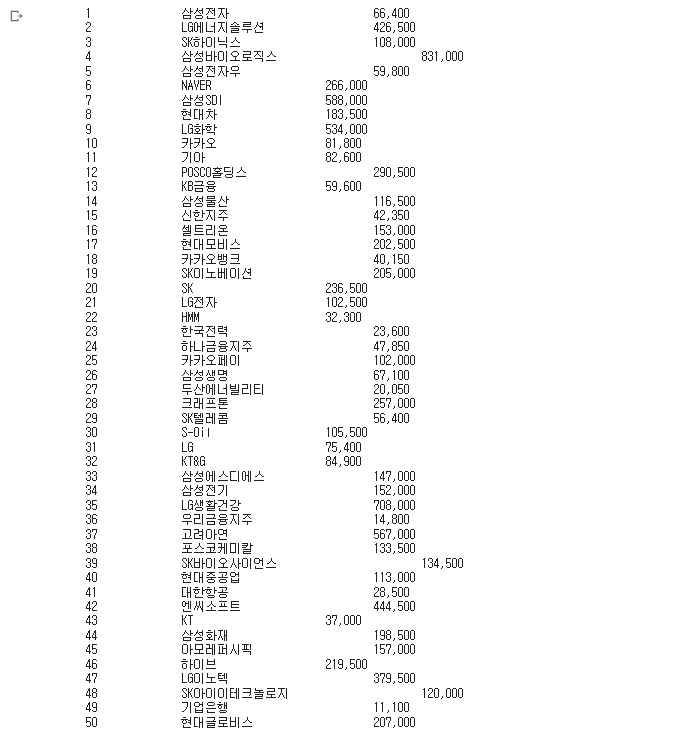 1 삼성전자 66,400
2 LG에너지솔루션 426,500
3 SK하이닉스 108,000
4 삼성바이오로직스 831,000
5 삼성전자우 59,800
6 NAVER 266,000
7 삼성SDI 588,000
8 현대차 183,500
9 LG화학 534,000
10 카카오 81,800
11 기아 82,600
12 POSCO홀딩스 290,500
13 KB금융 59,600
14 삼성물산 116,500
15 신한지주 42,350
16 셀트리온 153,000
17 현대모비스 202,500
18 카카오뱅크 40,150
19 SK이노베이션 205,000
20 SK 236,500
21 LG전자 102,500
22 HMM 32,300
23 한국전력 23,600
24 하나금융지주 47,850
25 카카오페이 102,000
26 삼성생명 67,100
27 두산에너빌리티 20,050
28 크래프톤 257,000
29 SK텔레콤 56,400
30 S-Oil 105,500
31 LG 75,400
32 KT&G 84,900
33 삼성에스디에스 147,000
34 삼성전기 152,000
35 LG생활건강 708,000
36 우리금융지주 14,800
37 고려아연 567,000
38 포스코케미칼 133,500
39 SK바이오사이언스 134,500
40 현대중공업 113,000
41 대한항공 28,500
42 엔씨소프트 444,500
43 KT 37,000
44 삼성화재 198,500
45 아모레퍼시픽 157,000
46 하이브 219,500
47 LG이노텍 379,500
48 SK아이이테크놀로지 120,000
49 기업은행 11,100
50 현대글로비스 207,000